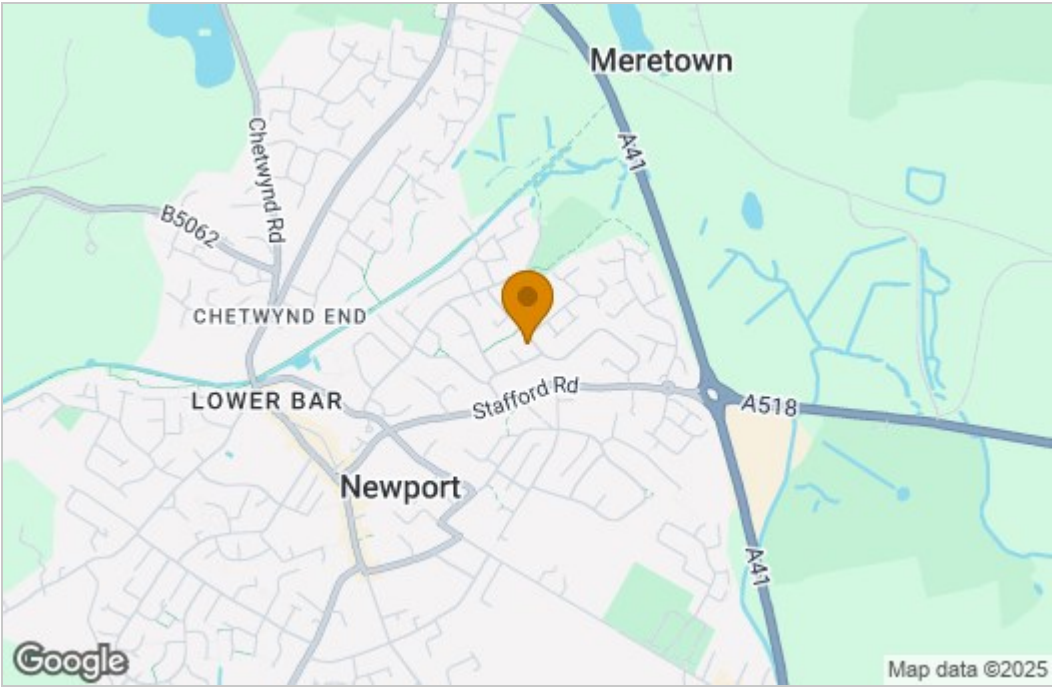 Meretown
A41
Chetwynd Rd
B5062
CHETWYND END
LOWER BAR
Stafford Rd
A518
Newport
A41
Google
Map data ©2025